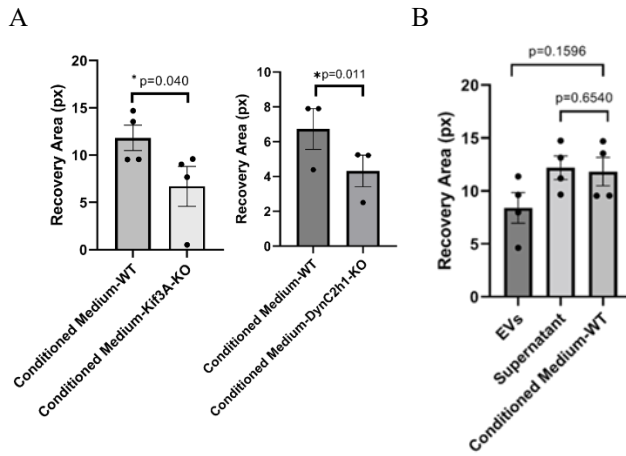 A
B
Recovery Area (px)
20
15
10
5
0
* p=0.040
Conditioned Medium-WT
Conditioned Medium-Kif3A-KO
Recovery Area (px)
10
8
6
4
2
0
*p=0.011
Conditioned Medium-WT
Conditioned Medium-DynC2h1-KO
Recovery Area (px)
20
15
10
5
0
p=0.1596
p=0.6540
EVs
Supernatant
Conditioned Medium-WT